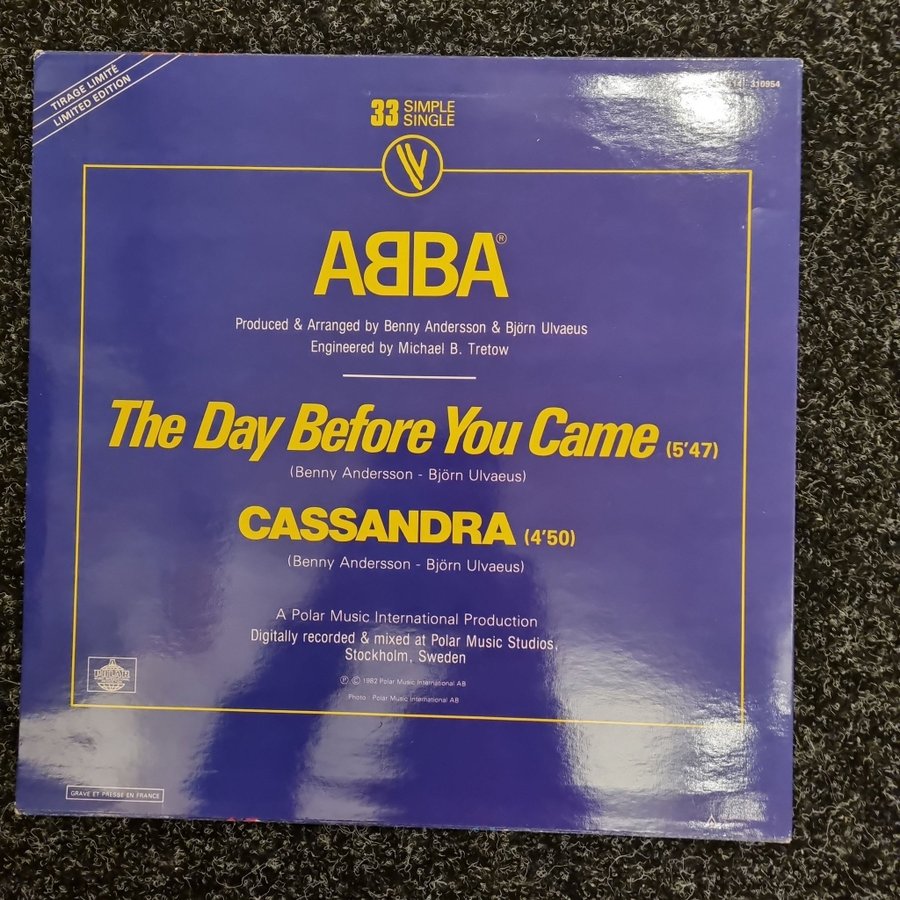 TIRAGE LIMITÉ
LIMITED EDITION
310954
33 SIMPLE
SINGLE
ABBA®
Produced & Arranged by Benny Andersson & Björn Ulvaeus
Engineered by Michael B. Tretow
The Day Before You Came (5'47)
(Benny Andersson - Björn Ulvaeus)
CASSANDRA (4'50)
(Benny Andersson - Björn Ulvaeus)
A Polar Music International Production
Digitally recorded & mixed at Polar Music Studios,
Stockholm, Sweden
℗ © 1982 Polar Music International AB
Photo : Polar Music International AB
GRAVE ET PRESSE EN FRANCE